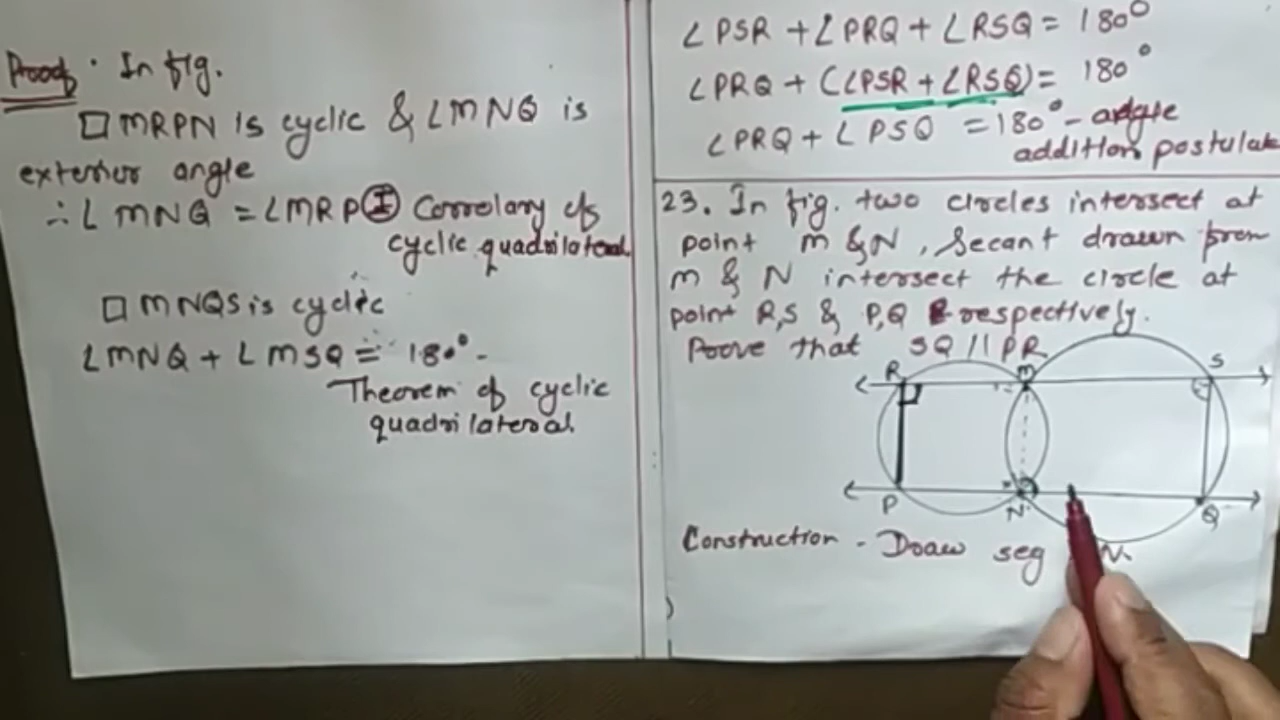 Proof. In fig.
□ MRPN is cyclic & ∠MNQ is
exterior angle
∴ ∠ MNQ = ∠MRP I Correlary of
cyclic quadrilateral
□ MNQS is cyclic
∠MNQ + ∠MSQ = 180° -
Theorem of cyclic
quadrilateral.
∠PSR + ∠PRQ + ∠RSQ = 180°
∠PRQ + (∠PSR + ∠RSQ) = 180°
∠PRQ + ∠PSQ = 180° - angle
addition postulate
23. In fig. two circles intersect at
point M & N, Secant drawn from
M & N intersect the circle at
point R,S & P,Q respectively.
Poove that SQ // PR
R M S
P N Q
Construction - Doaw seg N.